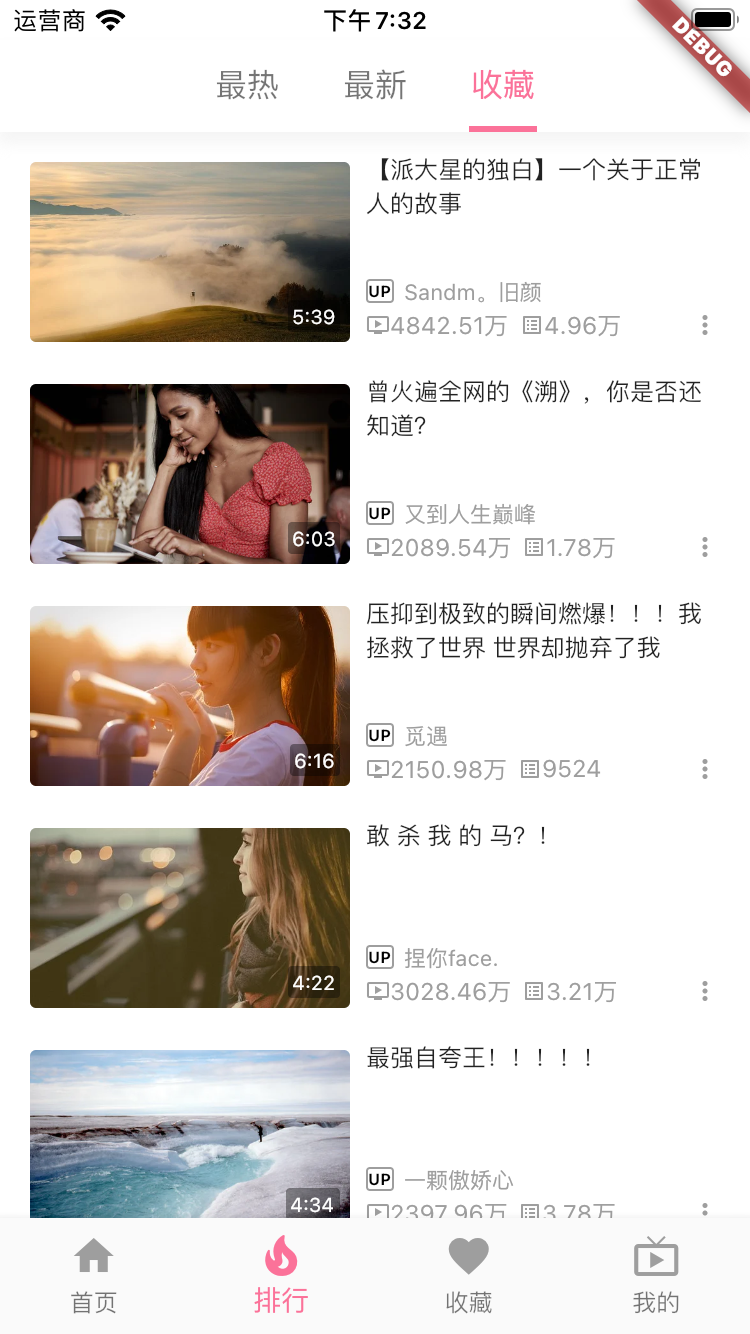 运营商 下午7:32
DEBUG
最热 最新 收藏
【派大星的独白】一个关于正常
人的故事
5:39
UP Sandm。旧颜
4842.51万 4.96万
曾火遍全网的《溯》，你是否还
知道?
6:03
UP 又到人生巅峰
2089.54万 1.78万
压抑到极致的瞬间燃爆！！！我
拯救了世界 世界却抛弃了我
6:16
UP 觅遇
2150.98万 9524
敢 杀 我 的 马?！
4:22
UP 捏你face.
3028.46万 3.21万
最强自夸王！！！！！
4:34
UP 一颗傲娇心
2397.96万 3.78万
首页 排行 收藏 我的